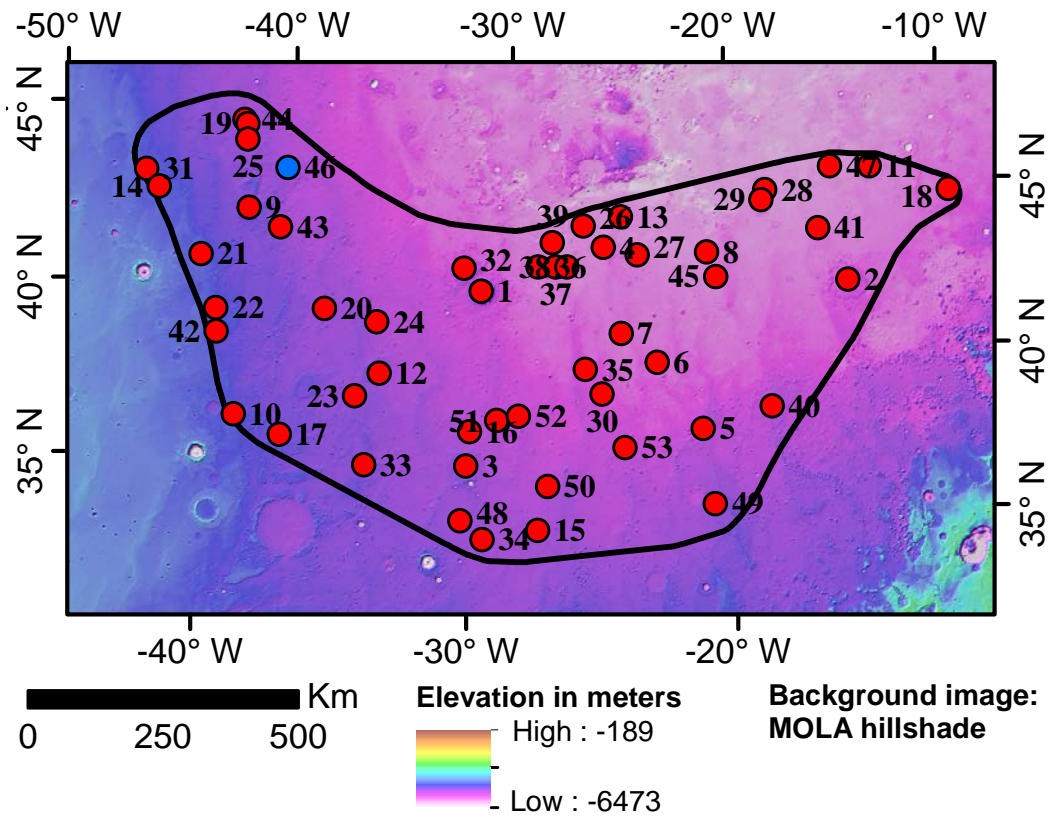 -50° W -40° W -30° W -20° W -10° W
45° N
45° N
40° N
40° N
35° N
35° N
19 44
25 46
31
14
9
43
21
22
42
20
24
12
23
10
17
33
39 26 13
32
38 36
37
4 27
1
8
45
29 28
47 11
18
41
2
7
35 6
30
40
5
53
51 16 52
3
50
48
34 15
49
-40° W -30° W -20° W
Km
0 250 500
Elevation in meters
High : -189
Low : -6473
Background image:
MOLA hillshade